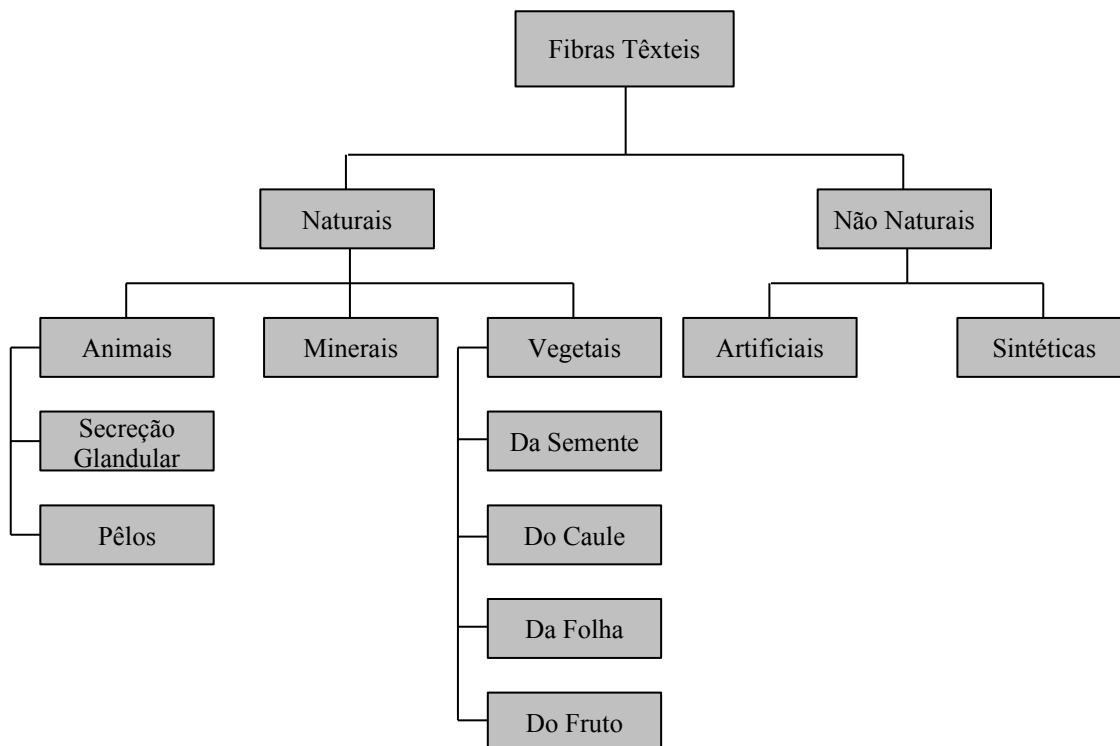 Fibras Têxteis
Naturais
Não Naturais
Animais
Minerais
Vegetais
Artificiais
Sintéticas
Secreção
Glandular
Da Semente
Pêlos
Do Caule
Da Folha
Do Fruto